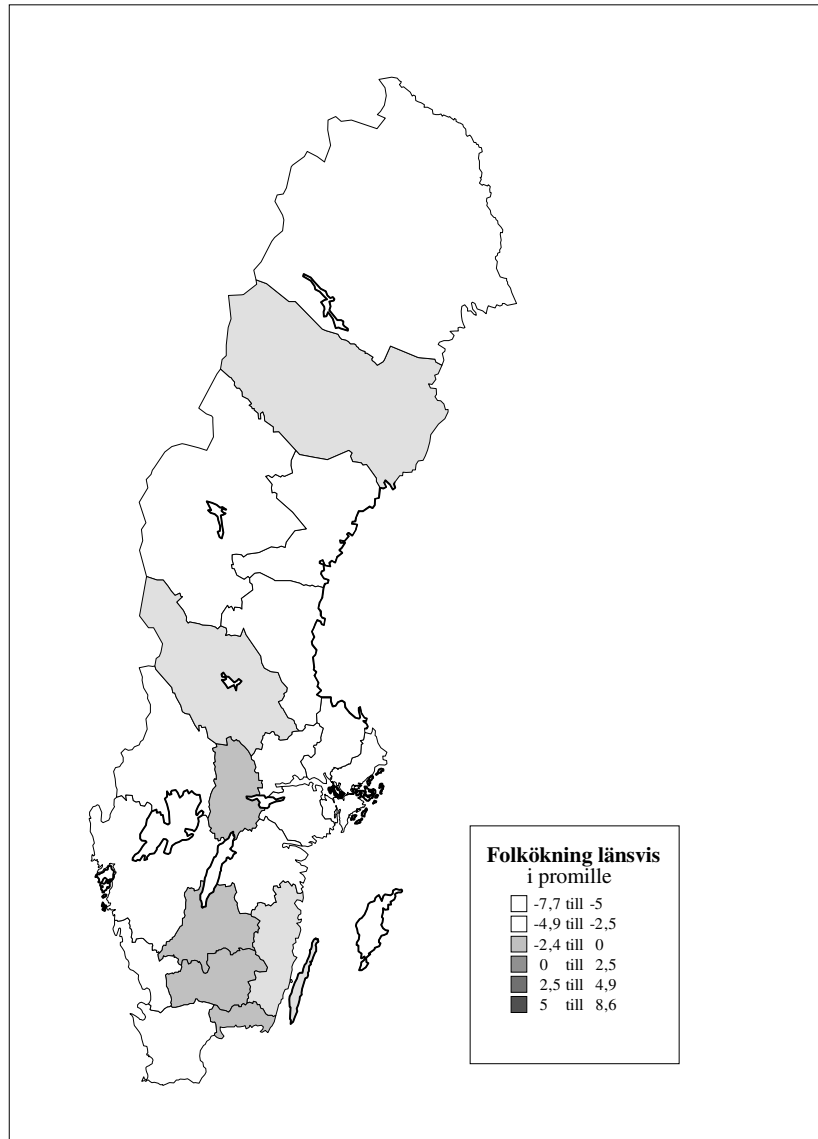 Folkökning länsvis
i promille
-7,7 till -5
-4,9 till -2,5
-2,4 till 0
0 till 2,5
2,5 till 4,9
5 till 8,6